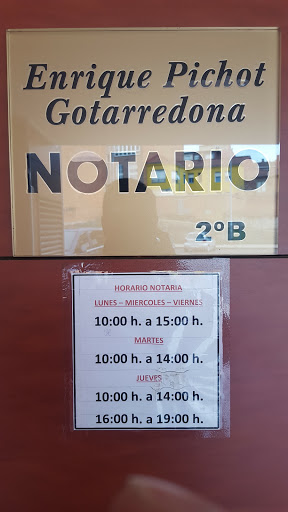 Enrique Pichot
Gotarredona
NOTARIO
2ºB
HORARIO NOTARIA
LUNES – MIERCOLES – VIERNES
10:00 h. a 15:00 h.
MARTES
10:00 h. a 14:00 h.
JUEVES
10:00 h. a 14:00 h.
16:00 h. a 19:00 h.